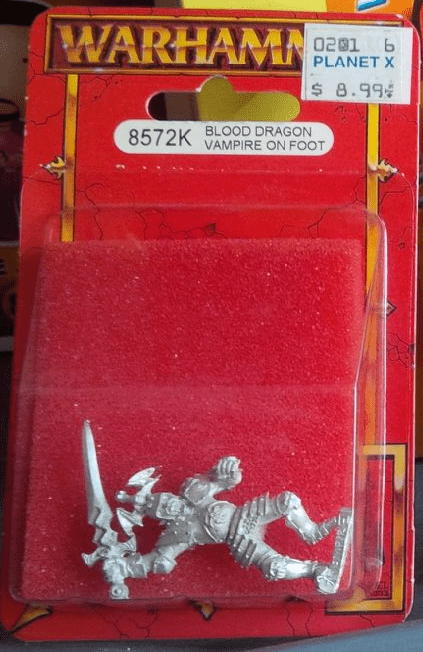 WARHAMM
0201 6
PLANET X
$ 8.99
8572K
BLOOD DRAGON
VAMPIRE ON FOOT